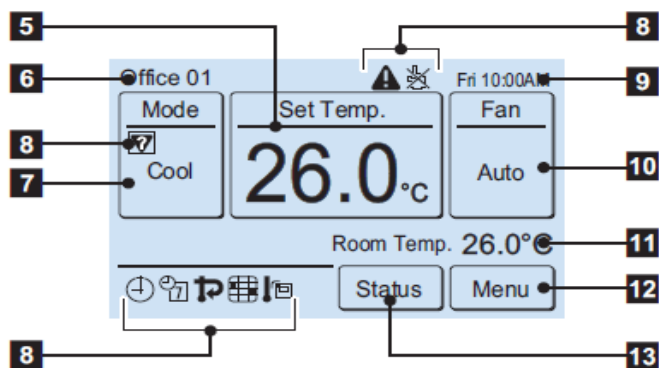 5 8
6 Office 01 Fri 10:00AM 9
Mode Set Temp. Fan
8 7
7 Cool 26.0°C Auto 10
Room Temp. 26.0°C 11
7 Status Menu 12
8 13